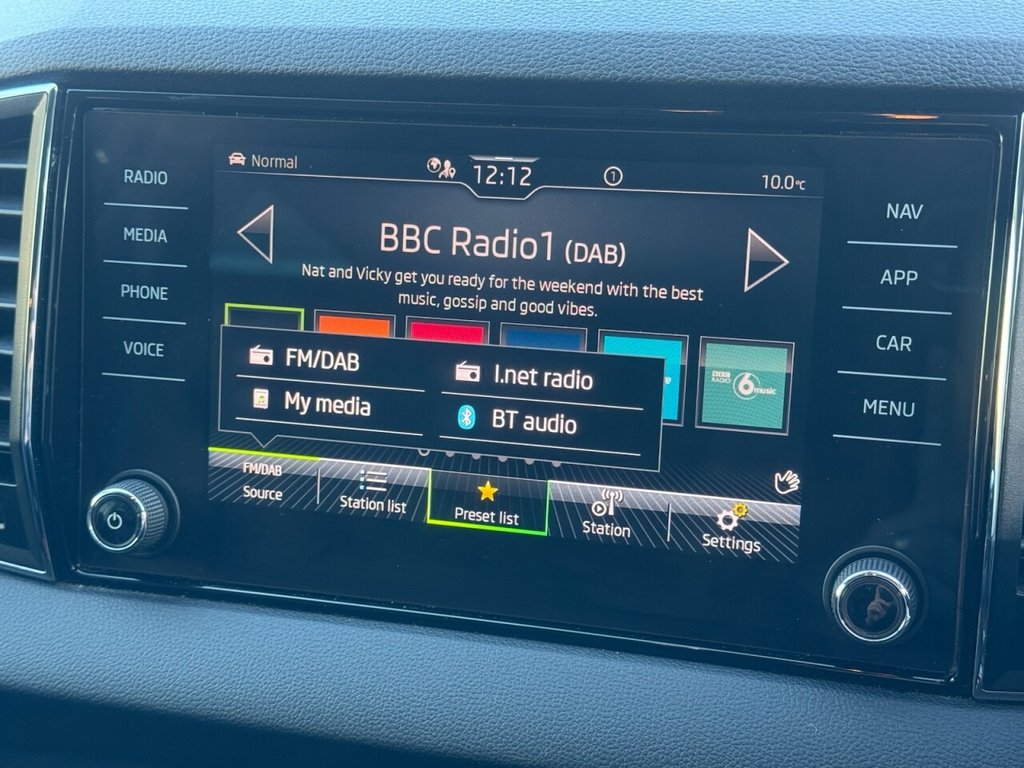 Normal
12:12
1
10.0°C
RADIO
MEDIA
PHONE
VOICE
NAV
APP
CAR
MENU
BBC Radio1 (DAB)
Nat and Vicky get you ready for the weekend with the best
music, gossip and good vibes.
FM/DAB
I.net radio
My media
BT audio
BBC
RADIO
6 music
FM/DAB
Source
Station list
Preset list
Station
Settings